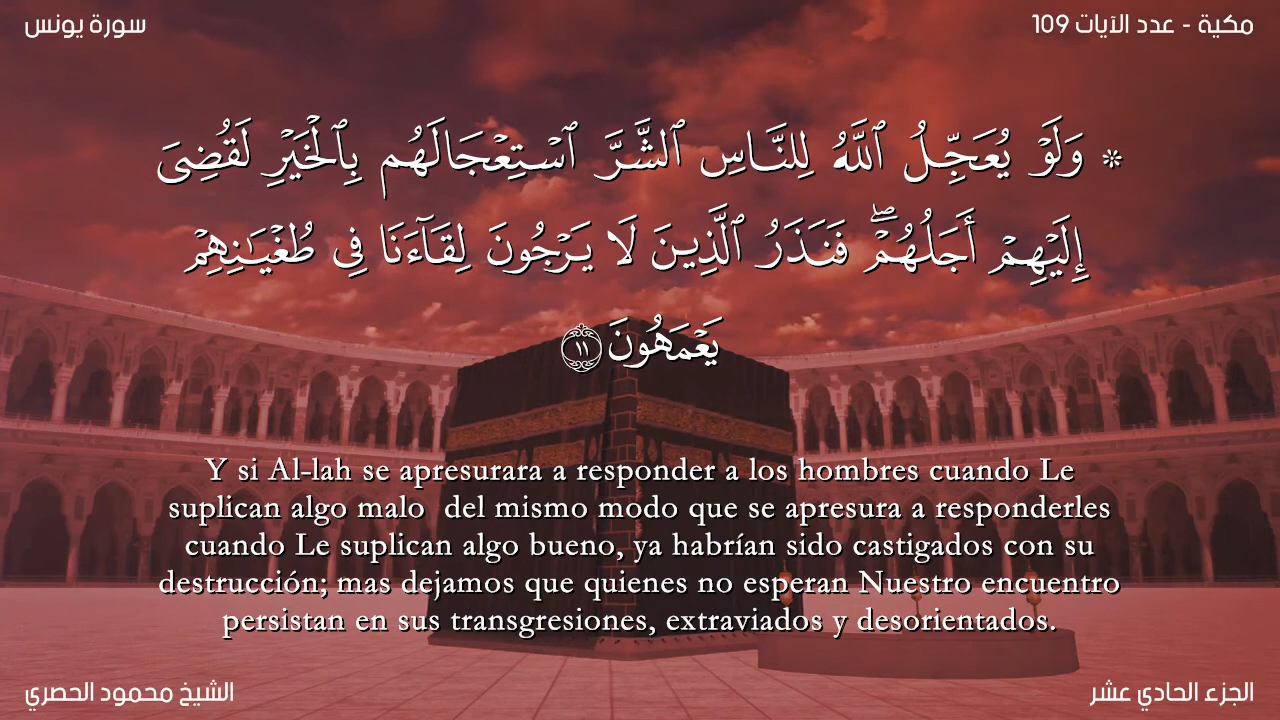 مكية - عدد الآيات 109
سورة يونس
۞ وَلَوْ يُعَجِّلُ ٱللَّهُ لِلنَّاسِ ٱلشَّرَّ ٱسْتِعْجَالَهُم بِٱلْخَيْرِ لَقُضِىَ
إِلَيْهِمْ أَجَلُهُمْ ۖ فَنَذَرُ ٱلَّذِينَ لَا يَرْجُونَ لِقَآءَنَا فِى طُغْيَـٰنِهِمْ
يَعْمَهُونَ ١١
Y si Al-lah se apresurara a responder a los hombres cuando Le
suplican algo malo  del mismo modo que se apresura a responderles
cuando Le suplican algo bueno, ya habrían sido castigados con su
destrucción; mas dejamos que quienes no esperan Nuestro encuentro
persistan en sus transgresiones, extraviados y desorientados.
الجزء الحادي عشر
الشيخ محمود الحصري